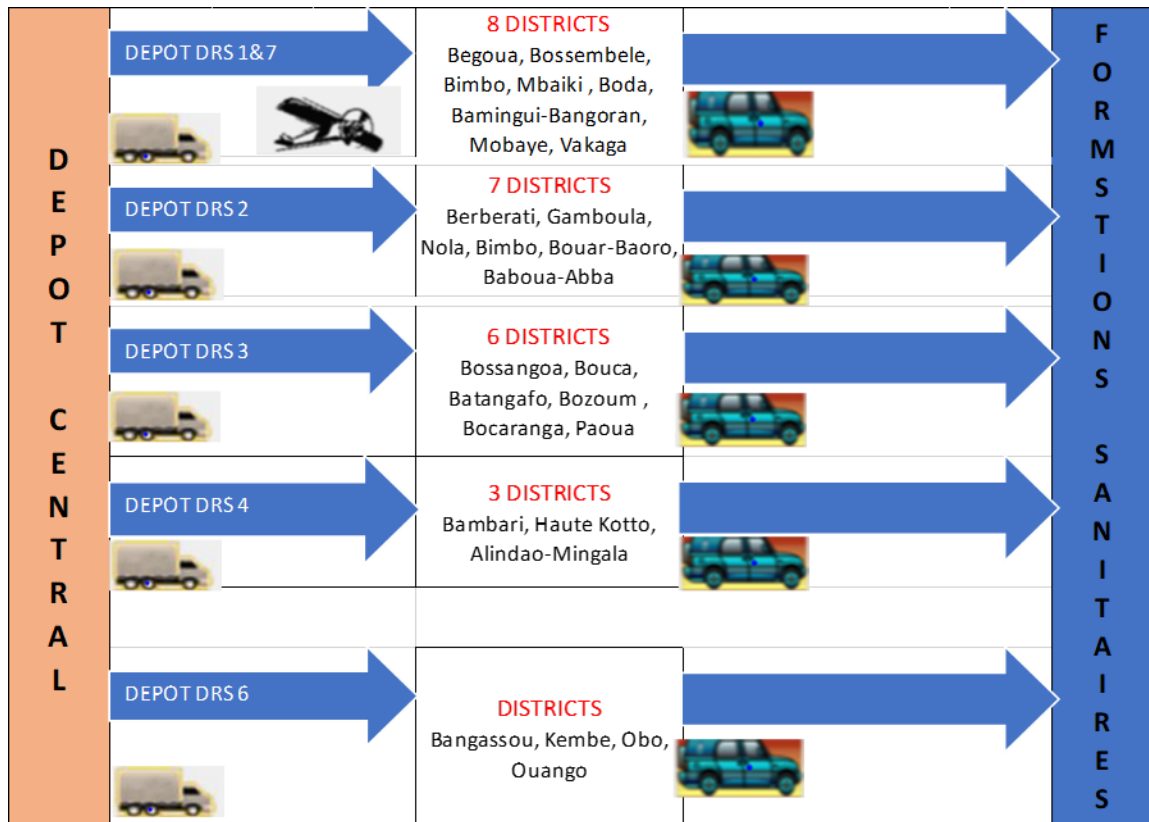 DEPOT CENTRAL
DEPOT DRS 1&7
8 DISTRICTS
Begoua, Bossembele,
Bimbo, Mbaiki , Boda,
Bamingui-Bangoran,
Mobaye, Vakaga
DEPOT DRS 2
7 DISTRICTS
Berberati, Gamboula,
Nola, Bimbo, Bouar-Baoro,
Baboua-Abba
DEPOT DRS 3
6 DISTRICTS
Bossangoa, Bouca,
Batangafo, Bozoum ,
Bocaranga, Paoua
DEPOT DRS 4
3 DISTRICTS
Bambari, Haute Kotto,
Alindao-Mingala
DEPOT DRS 6
DISTRICTS
Bangassou, Kembe, Obo,
Ouango
FORMSTIONS SANITAIRES